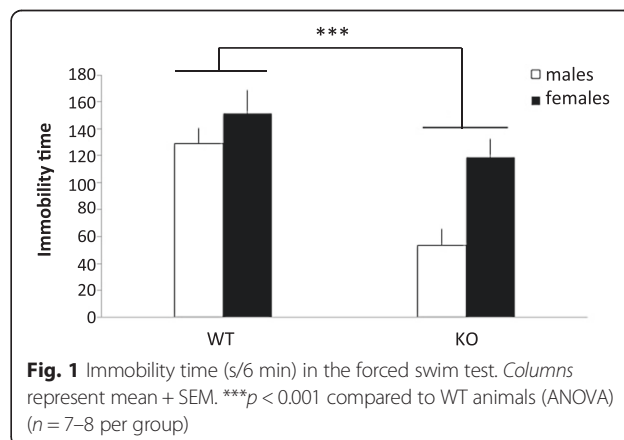 ***
180
160
140
120
100
80
60
40
20
0
Immobility time
males
females
WT
KO
Fig. 1 Immobility time (s/6 min) in the forced swim test. Columns
represent mean + SEM. ***p < 0.001 compared to WT animals (ANOVA)
(n = 7–8 per group)